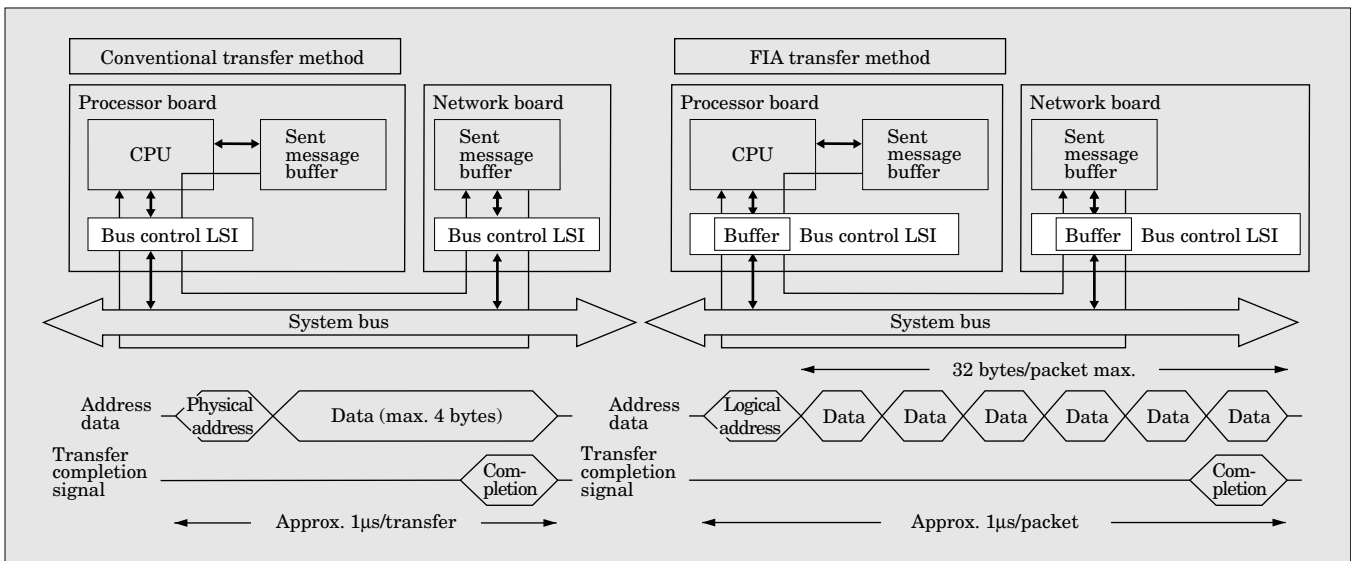 Conventional transfer method
Processor board
Network board
CPU
Sent
message
buffer
Sent
message
buffer
Bus control LSI
Bus control LSI
System bus
Address
data
Physical
address
Data (max. 4 bytes)
Transfer
completion
signal
Com-
pletion
Approx. 1µs/transfer
FIA transfer method
Processor board
Network board
CPU
Sent
message
buffer
Sent
message
buffer
Buffer
Bus control LSI
Buffer
Bus control LSI
System bus
32 bytes/packet max.
Address
data
Logical
address
Data
Data
Data
Data
Data
Data
Transfer
completion
signal
Com-
pletion
Approx. 1µs/packet